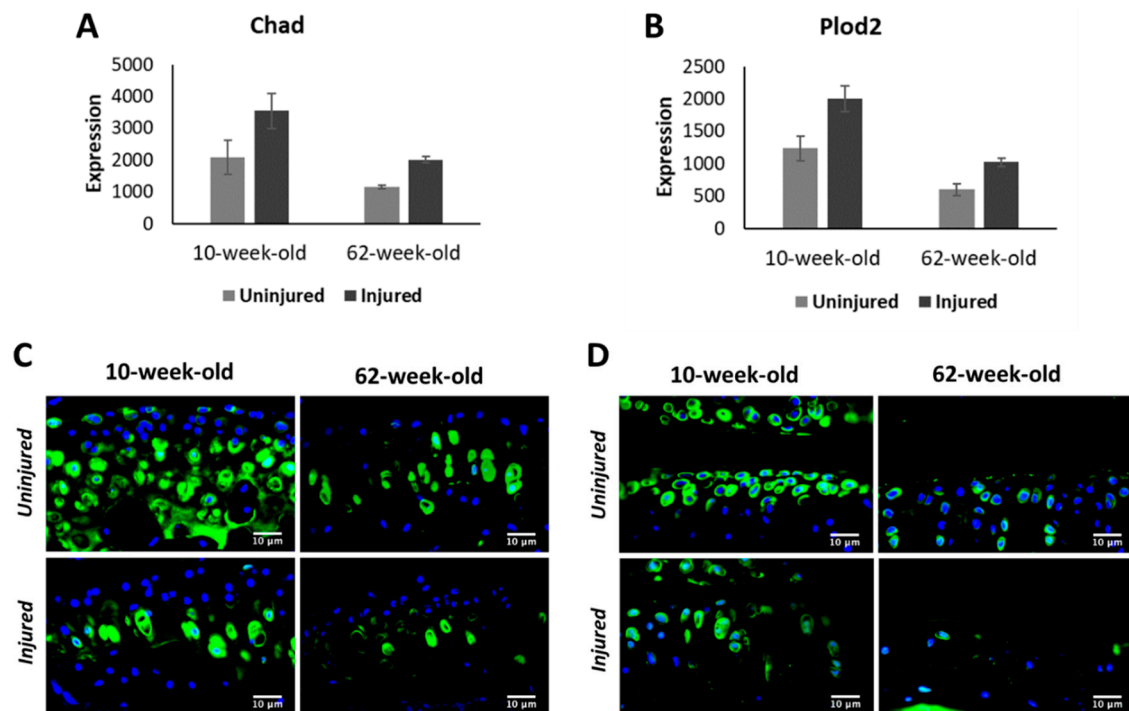 A
Chad
Expression
5000
4000
3000
2000
1000
0
10-week-old
62-week-old
Uninjured
Injured
B
Plod2
Expression
2500
2000
1500
1000
500
0
10-week-old
62-week-old
Uninjured
Injured
C
10-week-old
62-week-old
Uninjured
10 µm
10 µm
Injured
10 µm
10 µm
D
10-week-old
62-week-old
Uninjured
10 µm
10 µm
Injured
10 µm
10 µm